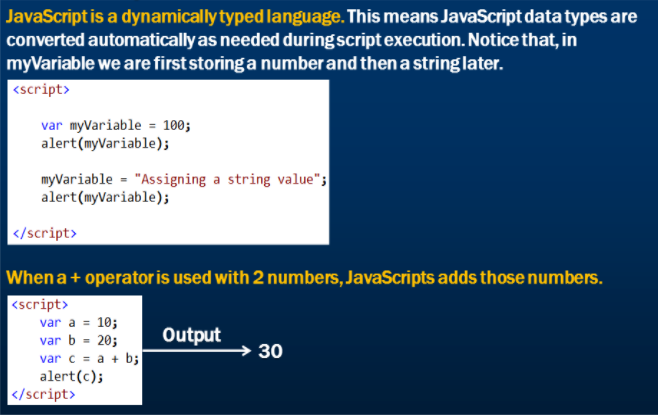 JavaScript is a dynamically typed language. This means JavaScript data types are
converted automatically as needed during script execution. Notice that, in
myVariable we are first storing a number and then a string later.
<script>
var myVariable = 100;
alert(myVariable);
myVariable = "Assigning a string value";
alert(myVariable);
</script>
When a + operator is used with 2 numbers, JavaScripts adds those numbers.
<script>
var a = 10;
var b = 20;
var c = a + b;
alert(c);
</script>
Output
30